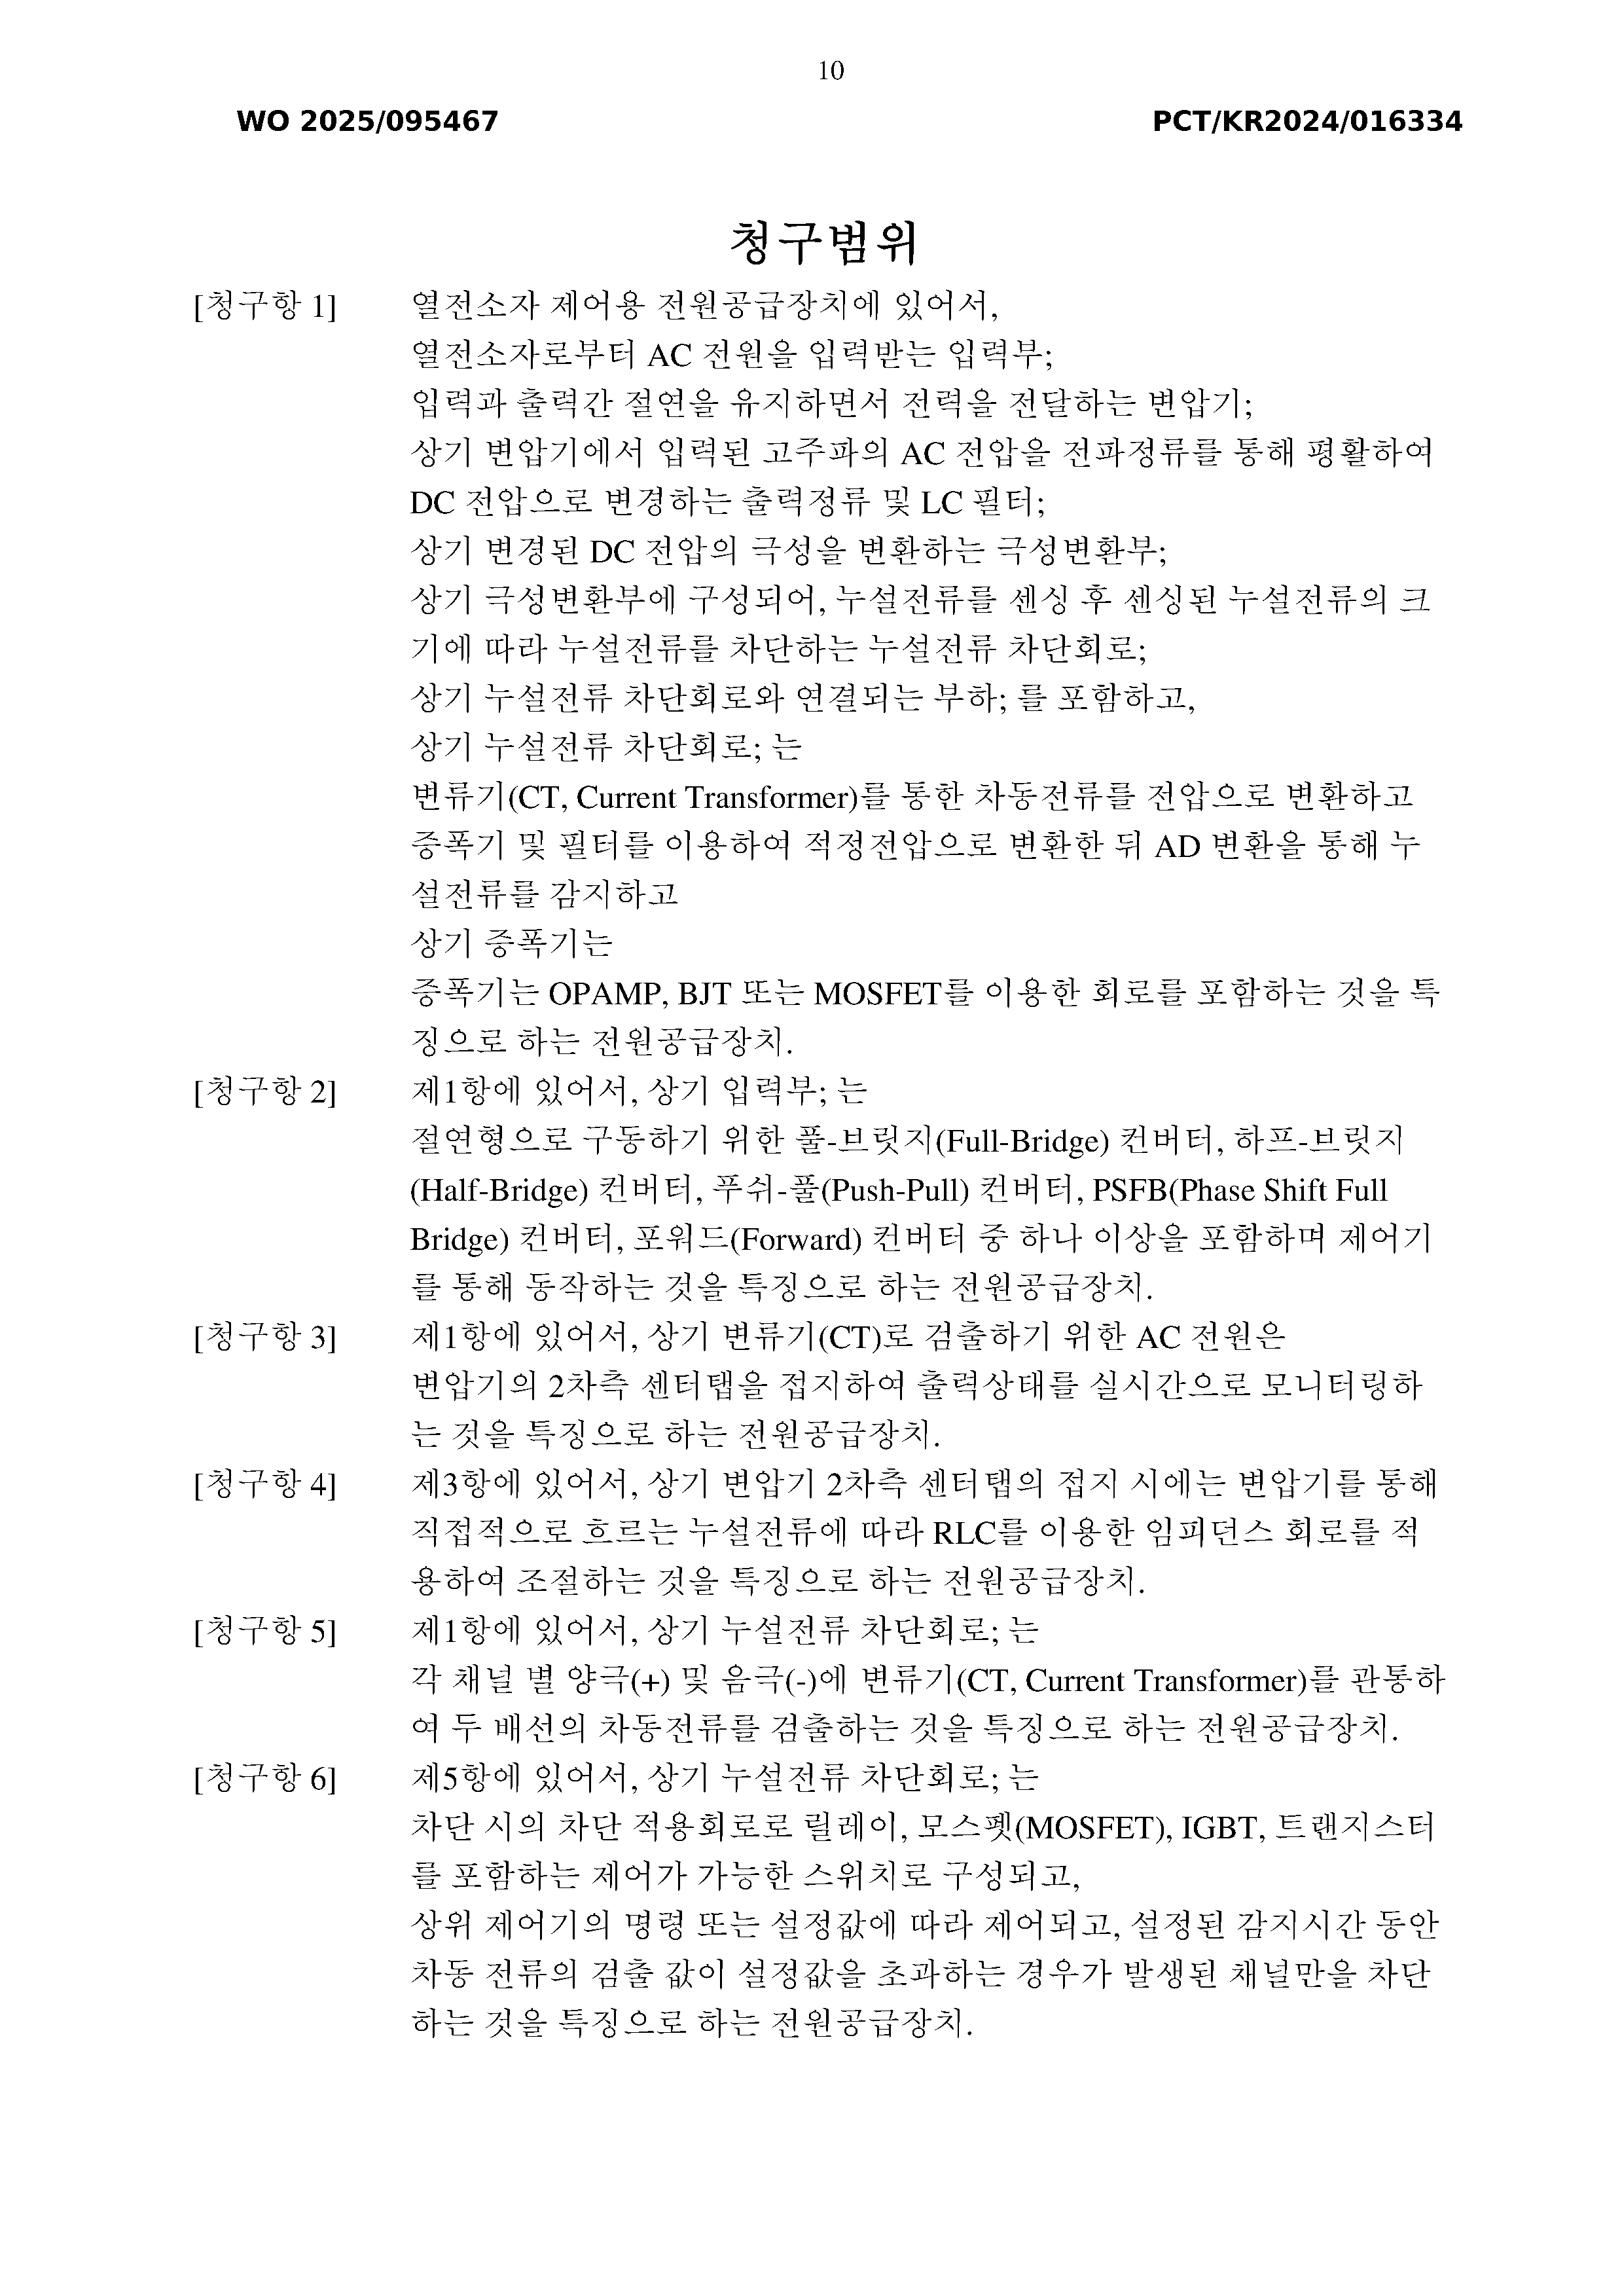 10
WO 2025/095467
PCT/KR2024/016334
청구범위
[청구항 1] 열전소자 제어용 전원공급장치에 있어서,
열전소자로부터 AC 전원을 입력받는 입력부;
입력과 출력간 절연을 유지하면서 전력을 전달하는 변압기;
상기 변압기에서 입력된 고주파의 AC 전압을 전파정류를 통해 평활하여
DC 전압으로 변경하는 출력정류 및 LC 필터;
상기 변경된 DC 전압의 극성을 변환하는 극성변환부;
상기 극성변환부에 구성되어, 누설전류를 센싱 후 센싱된 누설전류의 크
기에 따라 누설전류를 차단하는 누설전류 차단회로;
상기 누설전류 차단회로와 연결되는 부하; 를 포함하고,
상기 누설전류 차단회로; 는
변류기(CT, Current Transformer)를 통한 차동전류를 전압으로 변환하고
증폭기 및 필터를 이용하여 적정전압으로 변환한 뒤 AD 변환을 통해 누
설전류를 감지하고
상기 증폭기는
증폭기는 OPAMP, BJT 또는 MOSFET를 이용한 회로를 포함하는 것을 특
징으로 하는 전원공급장치.
[청구항 2] 제1항에 있어서, 상기 입력부; 는
절연형으로 구동하기 위한 풀-브릿지(Full-Bridge) 컨버터, 하프-브릿지
(Half-Bridge) 컨버터, 푸쉬-풀(Push-Pull) 컨버터, PSFB(Phase Shift Full
Bridge) 컨버터, 포워드(Forward) 컨버터 중 하나 이상을 포함하며 제어기
를 통해 동작하는 것을 특징으로 하는 전원공급장치.
[청구항 3] 제1항에 있어서, 상기 변류기(CT)로 검출하기 위한 AC 전원은
변압기의 2차측 센터탭을 접지하여 출력상태를 실시간으로 모니터링하
는 것을 특징으로 하는 전원공급장치.
[청구항 4] 제3항에 있어서, 상기 변압기 2차측 센터탭의 접지 시에는 변압기를 통해
직접적으로 흐르는 누설전류에 따라 RLC를 이용한 임피던스 회로를 적
용하여 조절하는 것을 특징으로 하는 전원공급장치.
[청구항 5] 제1항에 있어서, 상기 누설전류 차단회로; 는
각 채널 별 양극(+) 및 음극(-)에 변류기(CT, Current Transformer)를 관통하
여 두 배선의 차동전류를 검출하는 것을 특징으로 하는 전원공급장치.
[청구항 6] 제5항에 있어서, 상기 누설전류 차단회로; 는
차단 시의 차단 적용회로로 릴레이, 모스펫(MOSFET), IGBT, 트랜지스터
를 포함하는 제어가 가능한 스위치로 구성되고,
상위 제어기의 명령 또는 설정값에 따라 제어되고, 설정된 감지시간 동안
차동 전류의 검출 값이 설정값을 초과하는 경우가 발생된 채널만을 차단
하는 것을 특징으로 하는 전원공급장치.